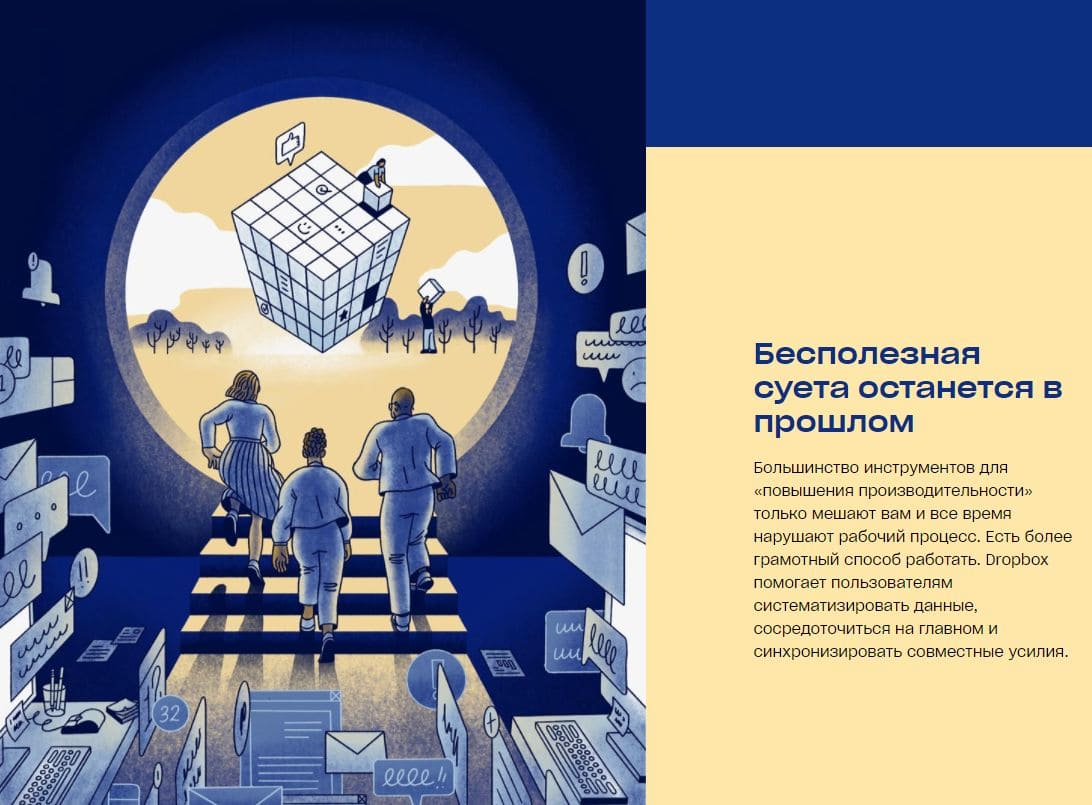 Бесполезная
суета останется в
прошлом
Большинство инструментов для
«повышения производительности»
только мешают вам и все время
нарушают рабочий процесс. Есть более
грамотный способ работать. Dropbox
помогает пользователям
систематизировать данные,
сосредоточиться на главном и
синхронизировать совместные усилия.
32